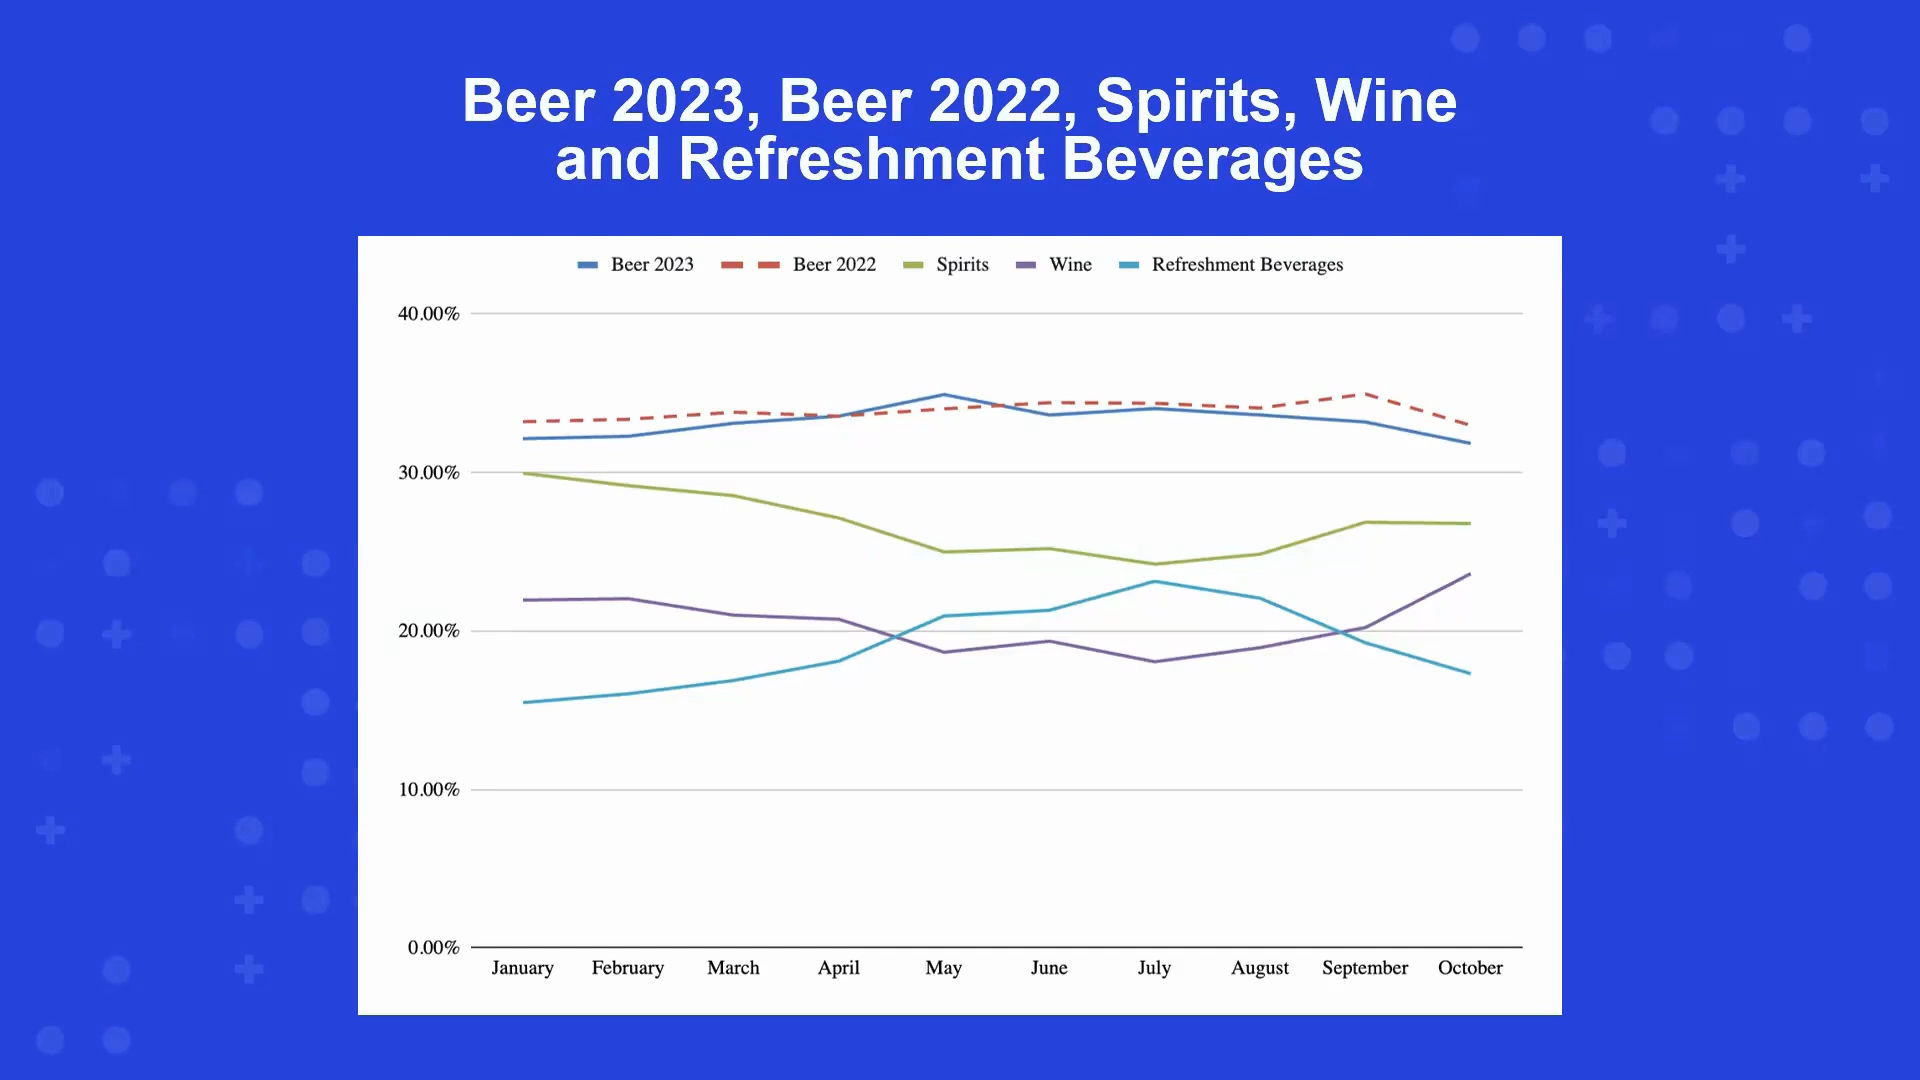 Beer 2023, Beer 2022, Spirits, Wine
and Refreshment Beverages
Beer 2023 Beer 2022 Spirits Wine Refreshment Beverages
40.00%
30.00%
20.00%
10.00%
0.00%
January February March April May June July August September October